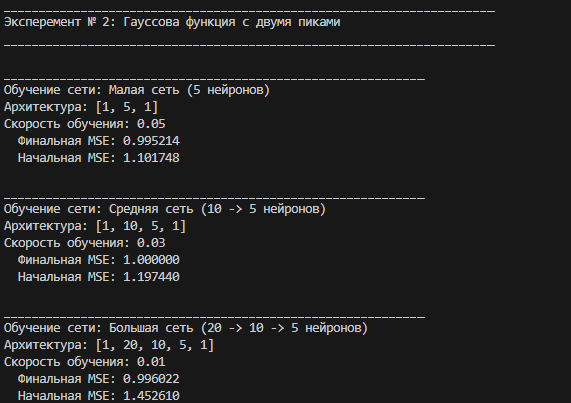 Эксперемент № 2: Гауссова функция с двумя пиками
Обучение сети: Малая сеть (5 нейронов)
Архитектура: [1, 5, 1]
Скорость обучения: 0.05
Финальная MSE: 0.995214
Начальная MSE: 1.101748
Обучение сети: Средняя сеть (10 -> 5 нейронов)
Архитектура: [1, 10, 5, 1]
Скорость обучения: 0.03
Финальная MSE: 1.000000
Начальная MSE: 1.197440
Обучение сети: Большая сеть (20 -> 10 -> 5 нейронов)
Архитектура: [1, 20, 10, 5, 1]
Скорость обучения: 0.01
Финальная MSE: 0.996022
Начальная MSE: 1.452610